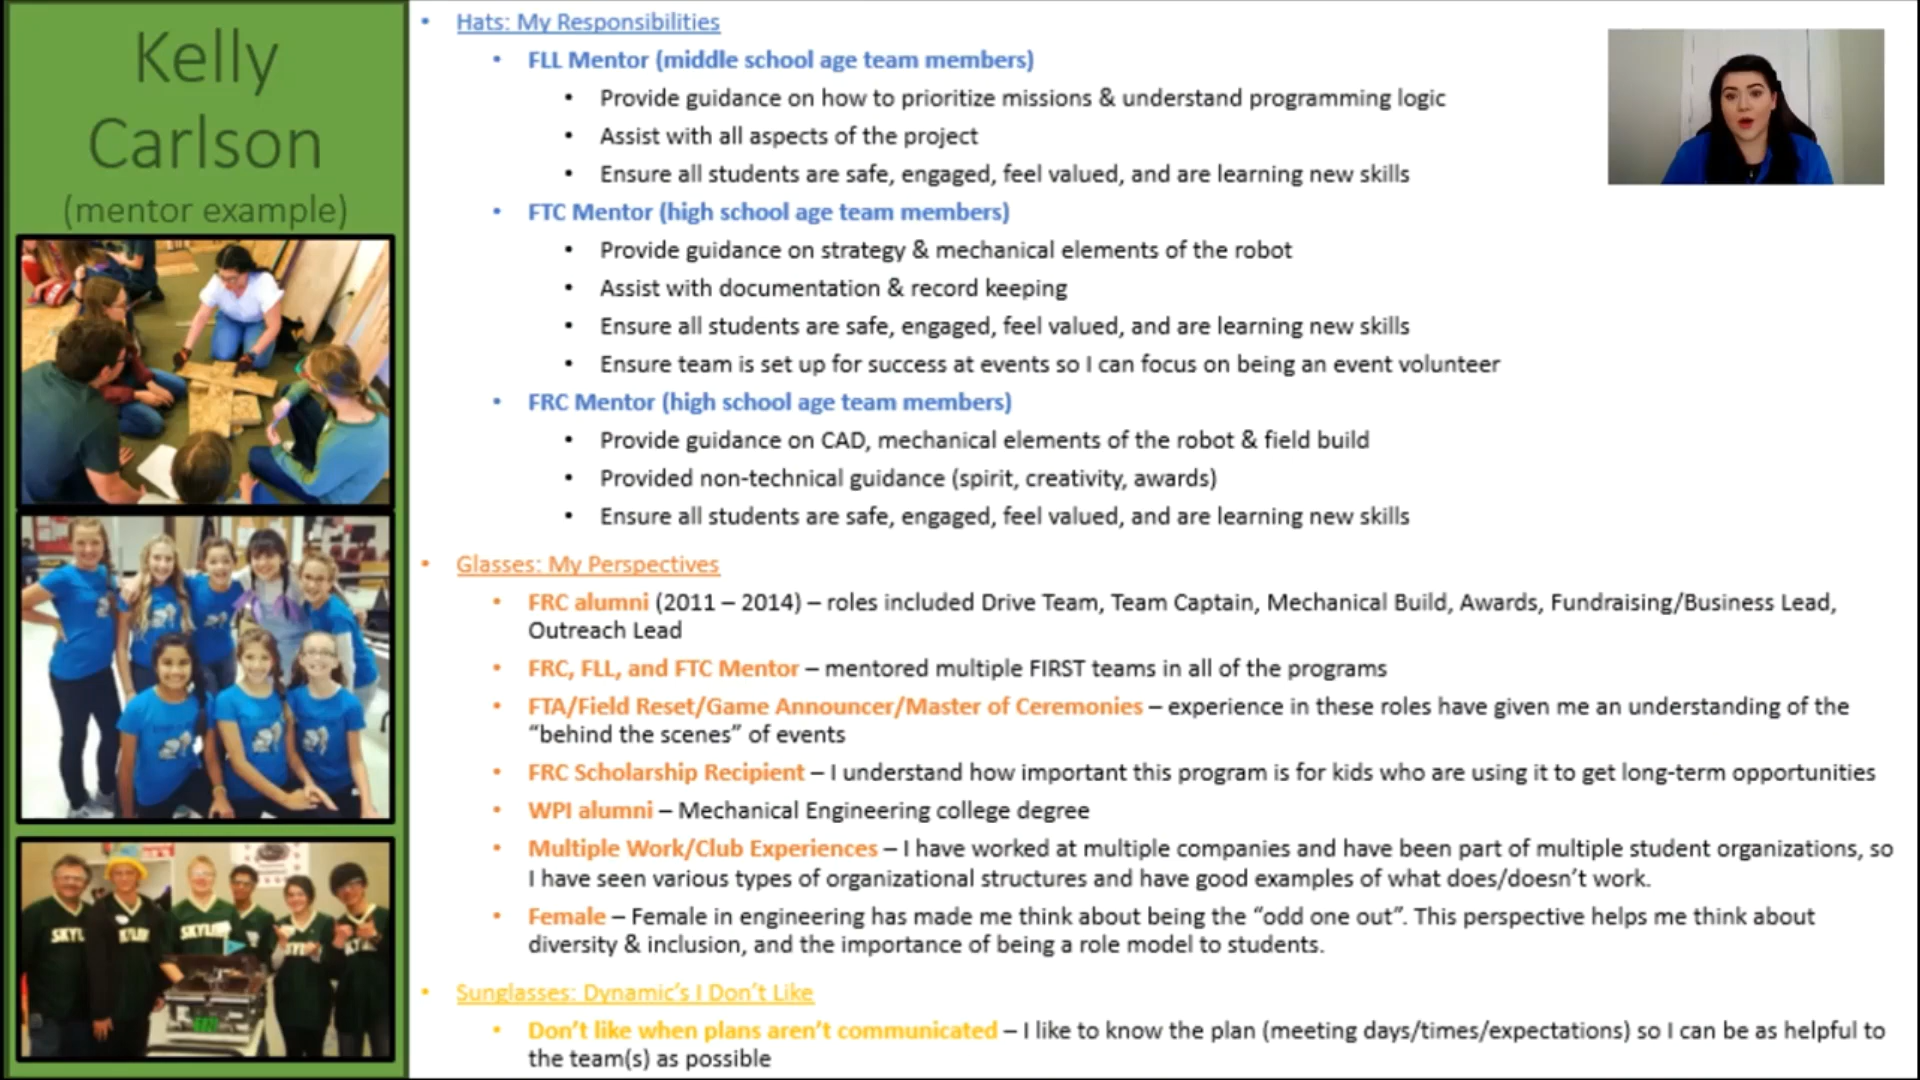 Kelly
Carlson
(mentor example)
• Hats: My Responsibilities
• FLL Mentor (middle school age team members)
• Provide guidance on how to prioritize missions & understand programming logic
• Assist with all aspects of the project
• Ensure all students are safe, engaged, feel valued, and are learning new skills
• FTC Mentor (high school age team members)
• Provide guidance on strategy & mechanical elements of the robot
• Assist with documentation & record keeping
• Ensure all students are safe, engaged, feel valued, and are learning new skills
• Ensure team is set up for success at events so I can focus on being an event volunteer
• FRC Mentor (high school age team members)
• Provide guidance on CAD, mechanical elements of the robot & field build
• Provided non-technical guidance (spirit, creativity, awards)
• Ensure all students are safe, engaged, feel valued, and are learning new skills
• Glasses: My Perspectives
• FRC alumni (2011 – 2014) – roles included Drive Team, Team Captain, Mechanical Build, Awards, Fundraising/Business Lead,
Outreach Lead
• FRC, FLL, and FTC Mentor – mentored multiple FIRST teams in all of the programs
• FTA/Field Reset/Game Announcer/Master of Ceremonies – experience in these roles have given me an understanding of the
“behind the scenes” of events
• FRC Scholarship Recipient – I understand how important this program is for kids who are using it to get long-term opportunities
• WPI alumni – Mechanical Engineering college degree
• Multiple Work/Club Experiences – I have worked at multiple companies and have been part of multiple student organizations, so
I have seen various types of organizational structures and have good examples of what does/doesn’t work.
• Female – Female in engineering has made me think about being the “odd one out”. This perspective helps me think about
diversity & inclusion, and the importance of being a role model to students.
• Sunglasses: Dynamic’s I Don’t Like
• Don’t like when plans aren’t communicated – I like to know the plan (meeting days/times/expectations) so I can be as helpful to
the team(s) as possible